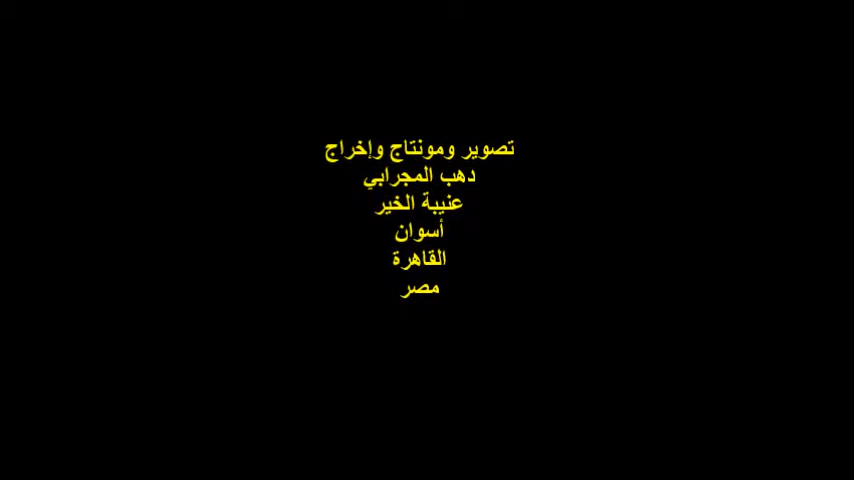 تصوير ومونتاج وإخراج
دهب المجرابي
عنيبة الخير
أسوان
القاهرة
مصر